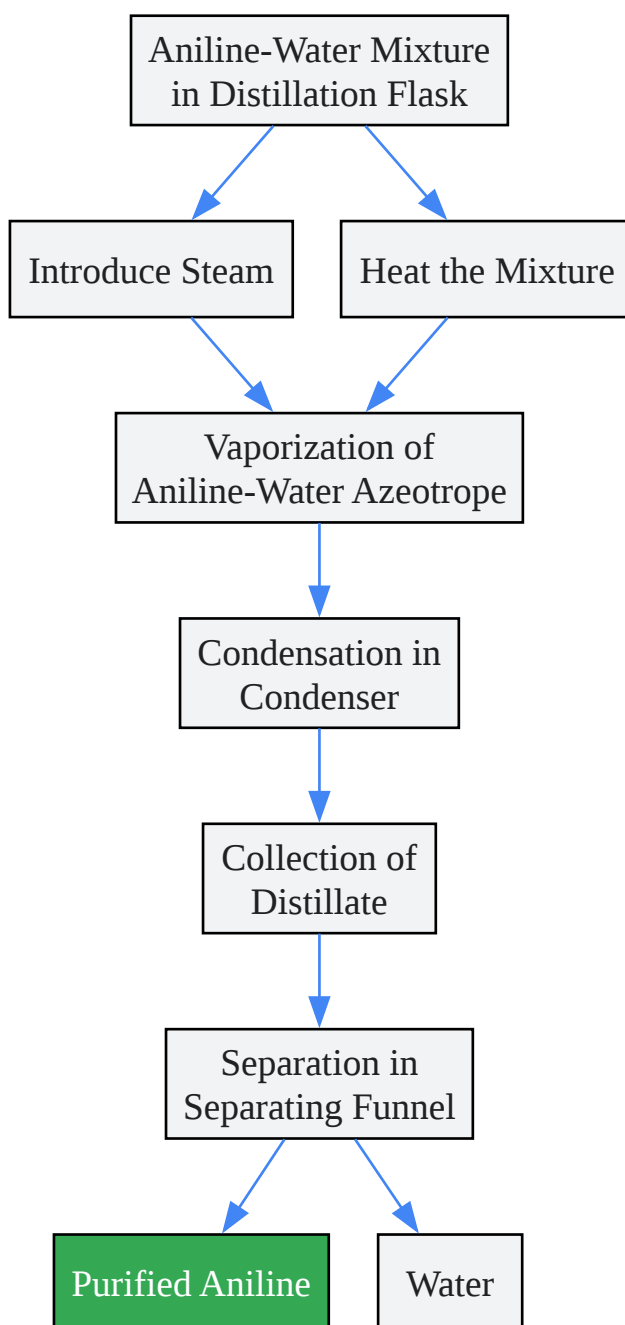 Aniline-Water Mixture
in Distillation Flask
Introduce Steam
Heat the Mixture
Vaporization of
Aniline-Water Azeotrope
Condensation in
Condenser
Collection of
Distillate
Separation in
Separating Funnel
Purified Aniline
Water